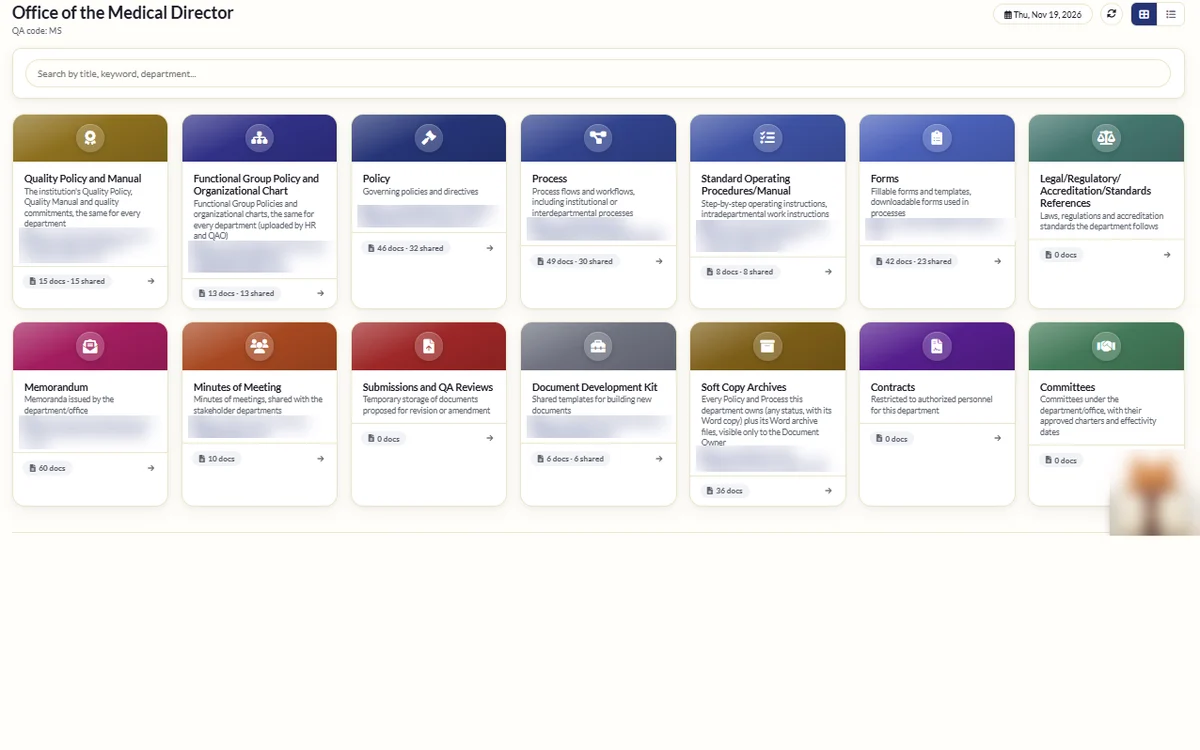 Office of the Medical Director
QA code: MS
Thu, Nov 19, 2026
Search by title, keyword, department...
Quality Policy and Manual
The institution's Quality Policy,
Quality Manual and quality
commitments, the same for every
department
15 docs · 15 shared
Functional Group Policy and
Organizational Chart
Functional Group Policies and
organizational charts, the same for
every department (uploaded by HR
and QAO)
13 docs · 13 shared
Policy
Governing policies and directives
46 docs · 32 shared
Process
Process flows and workflows,
including institutional or
interdepartmental processes
49 docs · 30 shared
Standard Operating
Procedures/Manual
Step-by-step operating instructions,
intradepartmental work instructions
8 docs · 8 shared
Forms
Fillable forms and templates,
downloadable forms used in
processes
42 docs · 23 shared
Legal/Regulatory/
Accreditation/Standards
References
Laws, regulations and accreditation
standards the department follows
0 docs
Memorandum
Memoranda issued by the
department/office
60 docs
Minutes of Meeting
Minutes of meetings, shared with the
stakeholder departments
10 docs
Submissions and QA Reviews
Temporary storage of documents
proposed for revision or amendment
0 docs
Document Development Kit
Shared templates for building new
documents
6 docs · 6 shared
Soft Copy Archives
Every Policy and Process this
department owns (any status, with its
Word copy) plus its Word archive
files, visible only to the Document
Owner
36 docs
Contracts
Restricted to authorized personnel
for this department
0 docs
Committees
Committees under the
department/office, with their
approved charters and effectivity
dates
0 docs